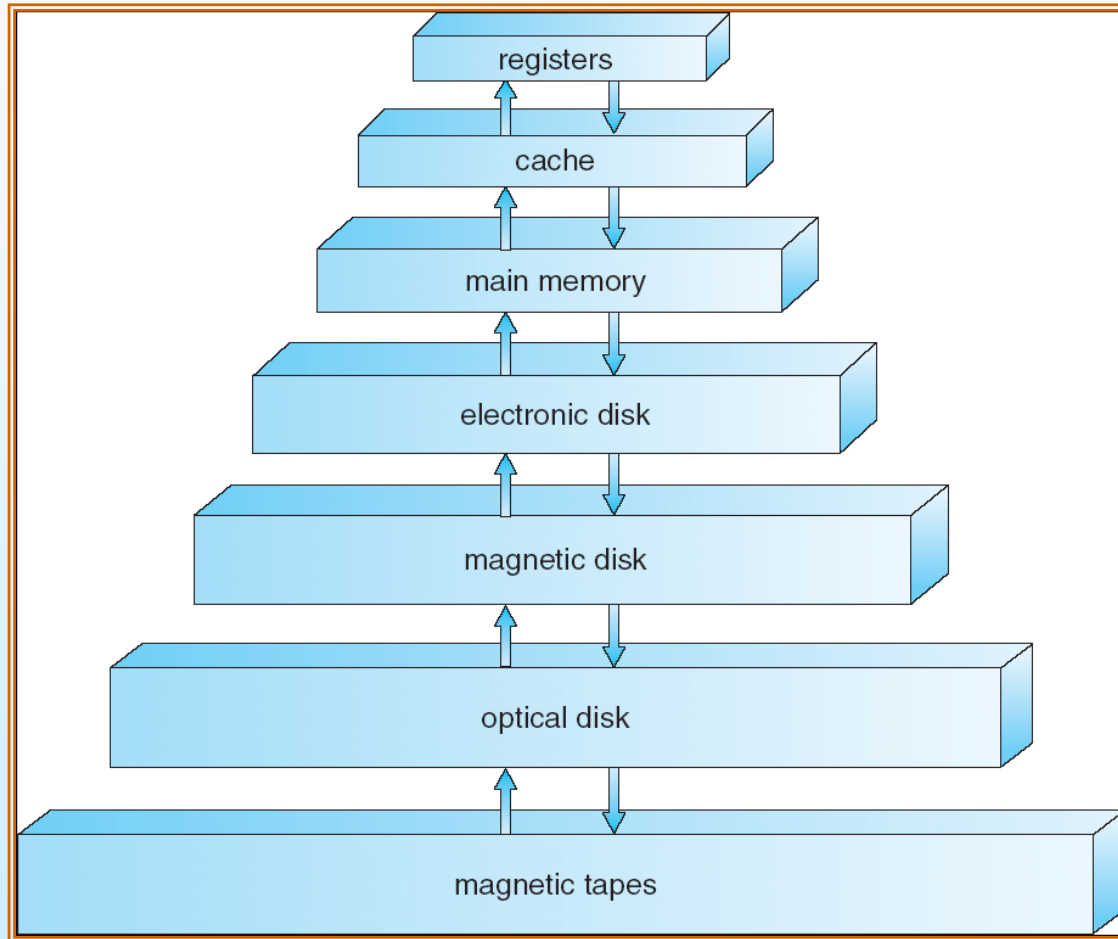 registers
cache
main memory
electronic disk
magnetic disk
optical disk
magnetic tapes